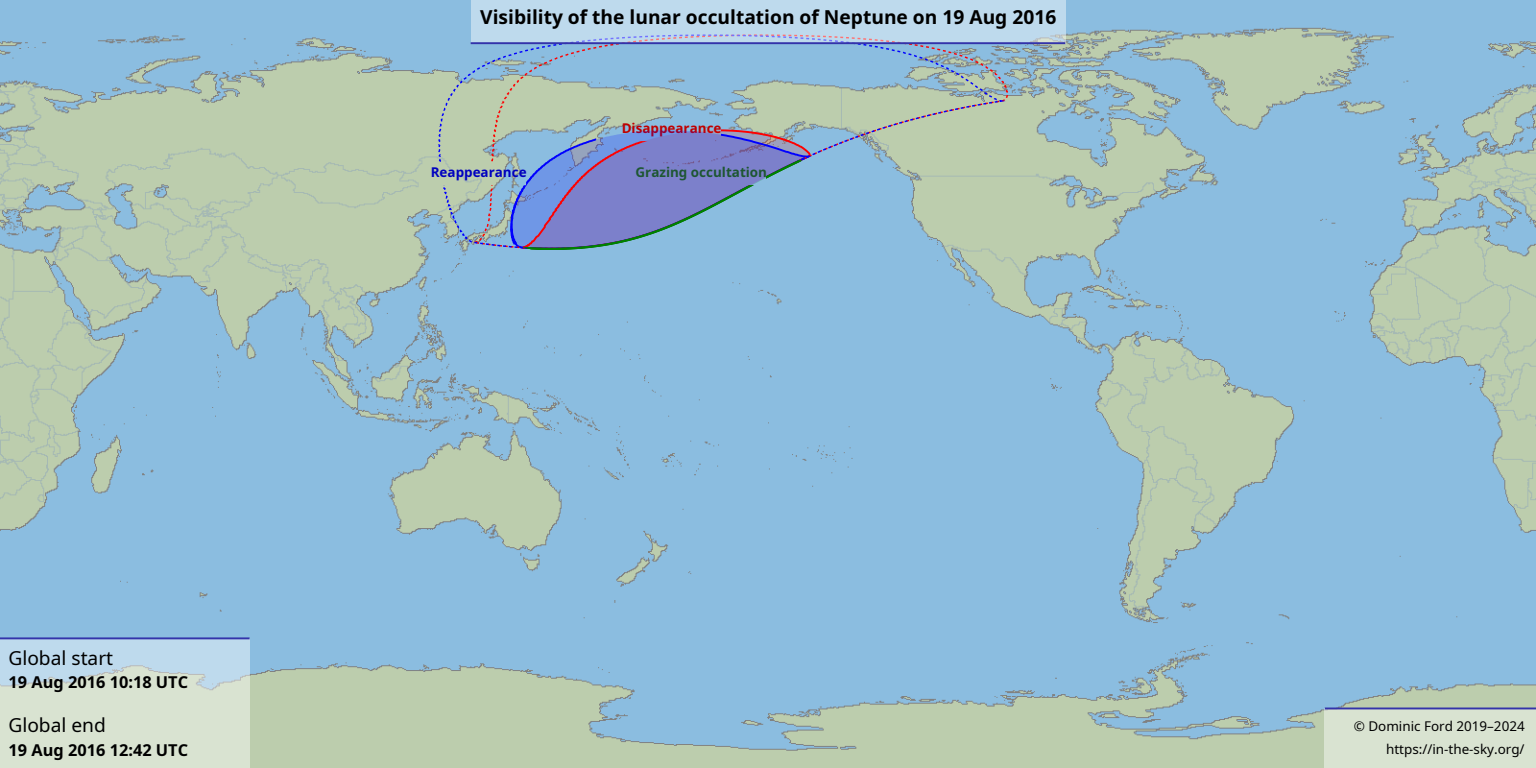 Visibility of the lunar occultation of Neptune on 19 Aug 2016
Disappearance
Reappearance
Grazing occultation
Global start
19 Aug 2016 10:18 UTC
Global end
19 Aug 2016 12:42 UTC
© Dominic Ford 2019–2024
https://in-the-sky.org/